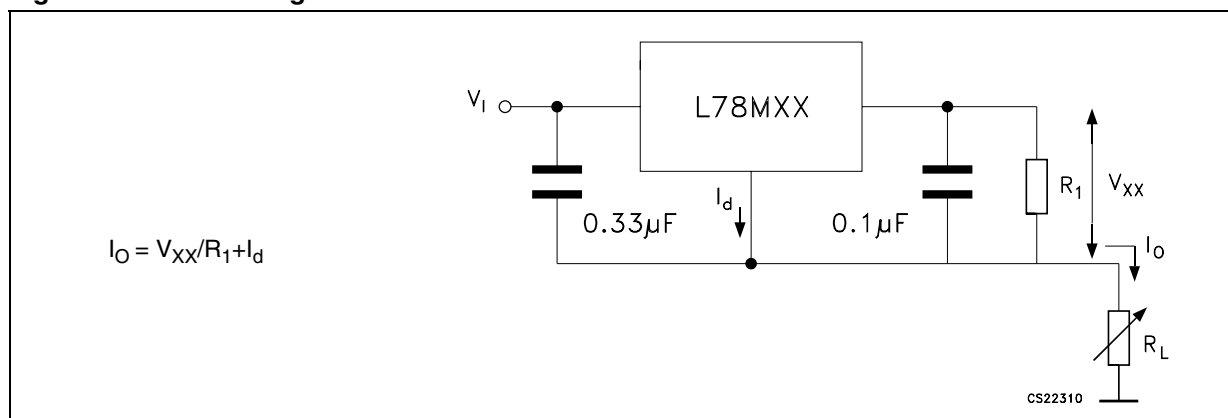 V_I
L78MXX
I_d
0.33µF
0.1µF
R_1
V_XX
I_O
I_O = V_XX/R_1+I_d
R_L
CS22310